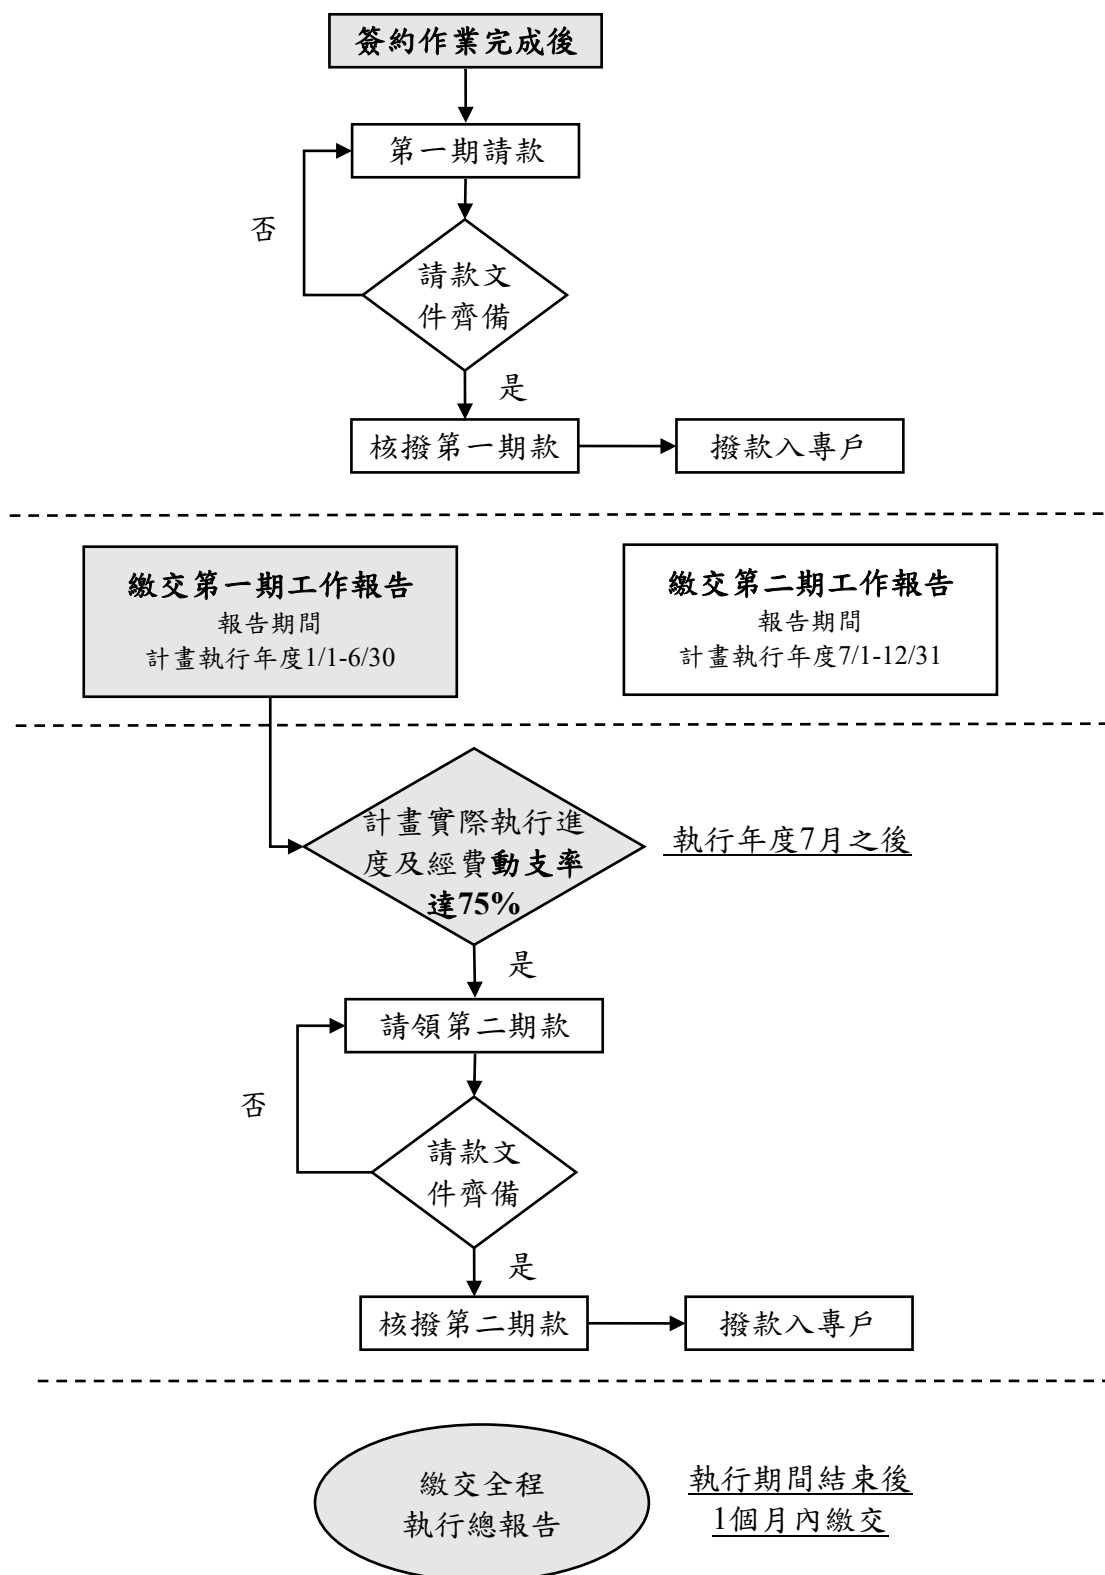 簽約作業完成後
第一期請款
否
請款文
件齊備
是
核撥第一期款
撥款入專戶
繳交第一期工作報告
報告期間
計畫執行年度1/1-6/30
繳交第二期工作報告
報告期間
計畫執行年度7/1-12/31
計畫實際執行進
度及經費動支率
達75%
執行年度7月之後
是
請領第二期款
否
請款文
件齊備
是
核撥第二期款
撥款入專戶
繳交全程
執行總報告
執行期間結束後
1個月內繳交